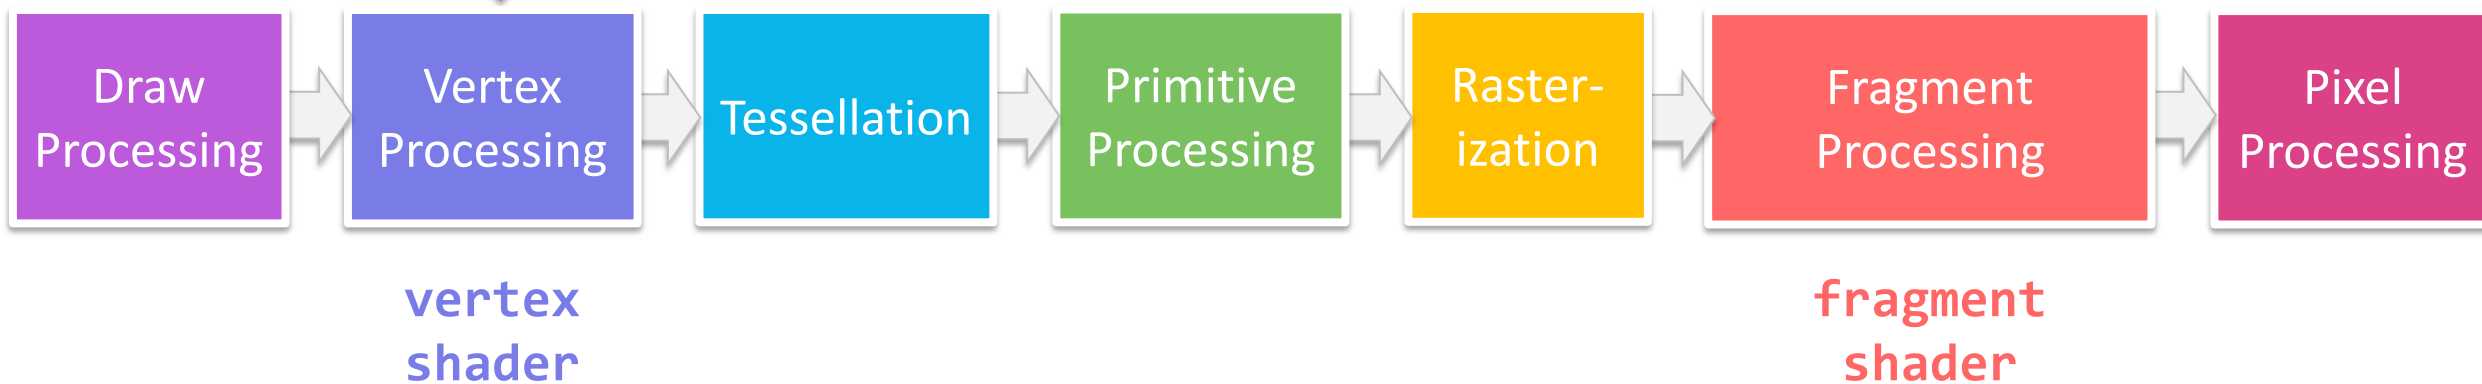 Draw
Processing
Vertex
Processing
Tessellation
Primitive
Processing
Raster-
ization
Fragment
Processing
Pixel
Processing
vertex
shader
fragment
shader